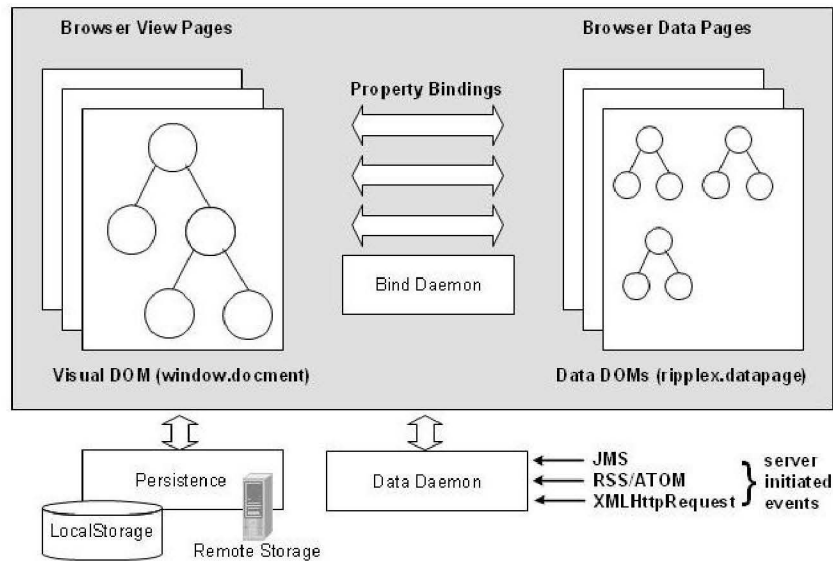 Browser View Pages
Browser Data Pages
Property Bindings
Bind Daemon
Visual DOM (window.docment)
Data DOMs (ripplex.datapage)
Persistence
LocalStorage
Remote Storage
Data Daemon
JMS
RSS/ATOM
XMLHttpRequest
server
initiated
events